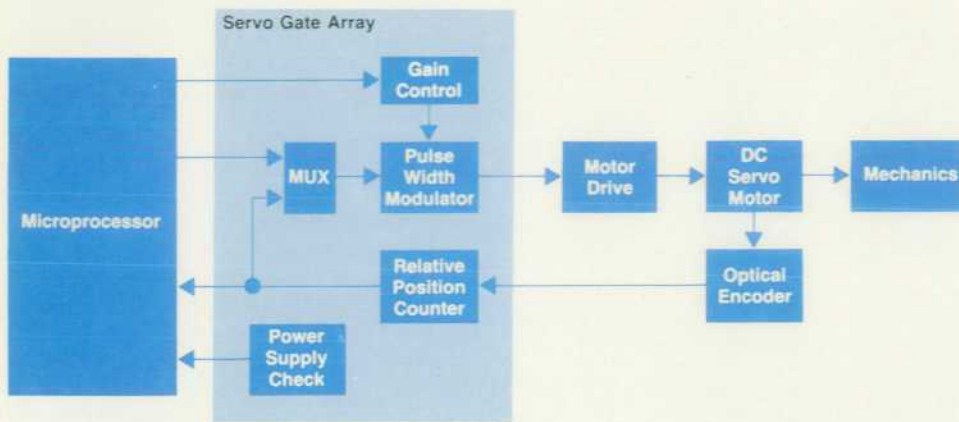 Servo Gate Array
Gain
Control
Microprocessor
MUX
Pulse
Width
Modulator
Motor
Drive
DC
Servo
Motor
Mechanics
Relative
Position
Counter
Optical
Encoder
Power
Supply
Check